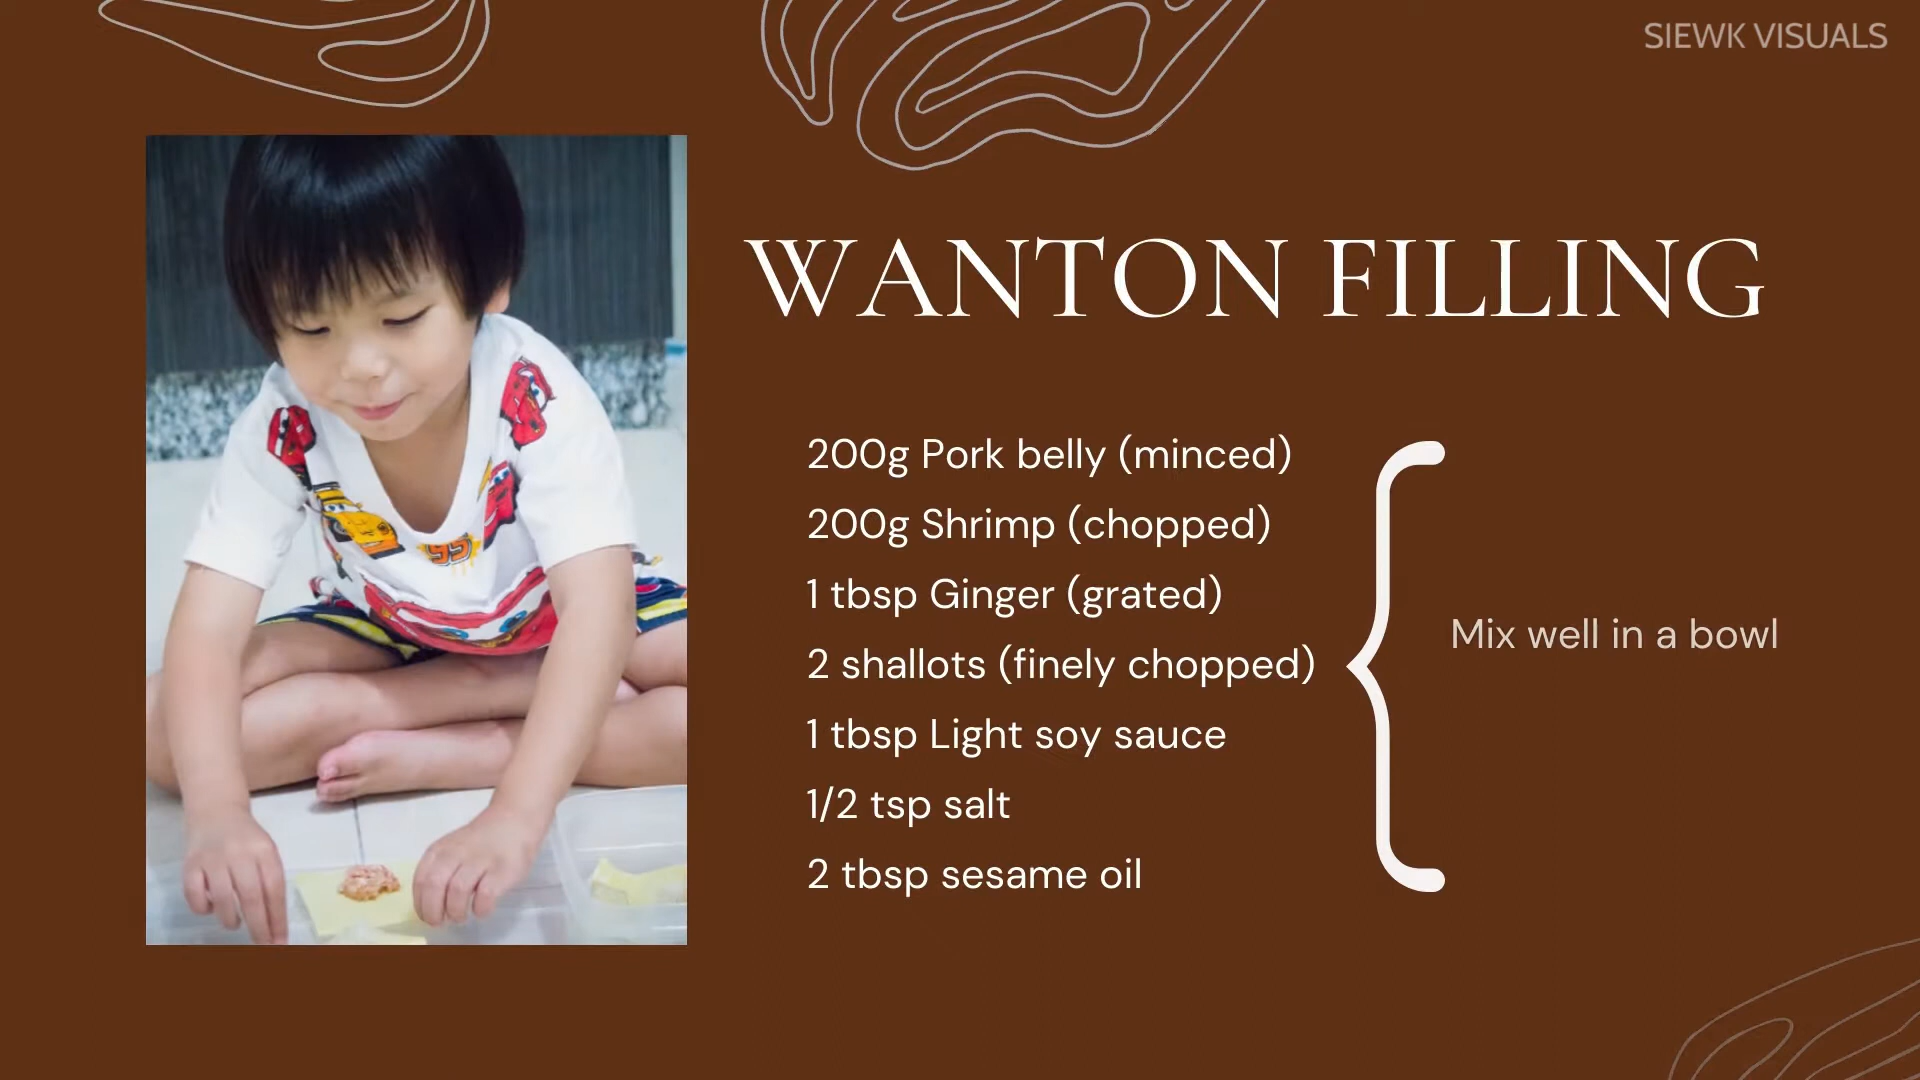 SIEWK VISUALS
WANTON FILLING
200g Pork belly (minced)
200g Shrimp (chopped)
1 tbsp Ginger (grated)
2 shallots (finely chopped)
1 tbsp Light soy sauce
1/2 tsp salt
2 tbsp sesame oil
Mix well in a bowl
95